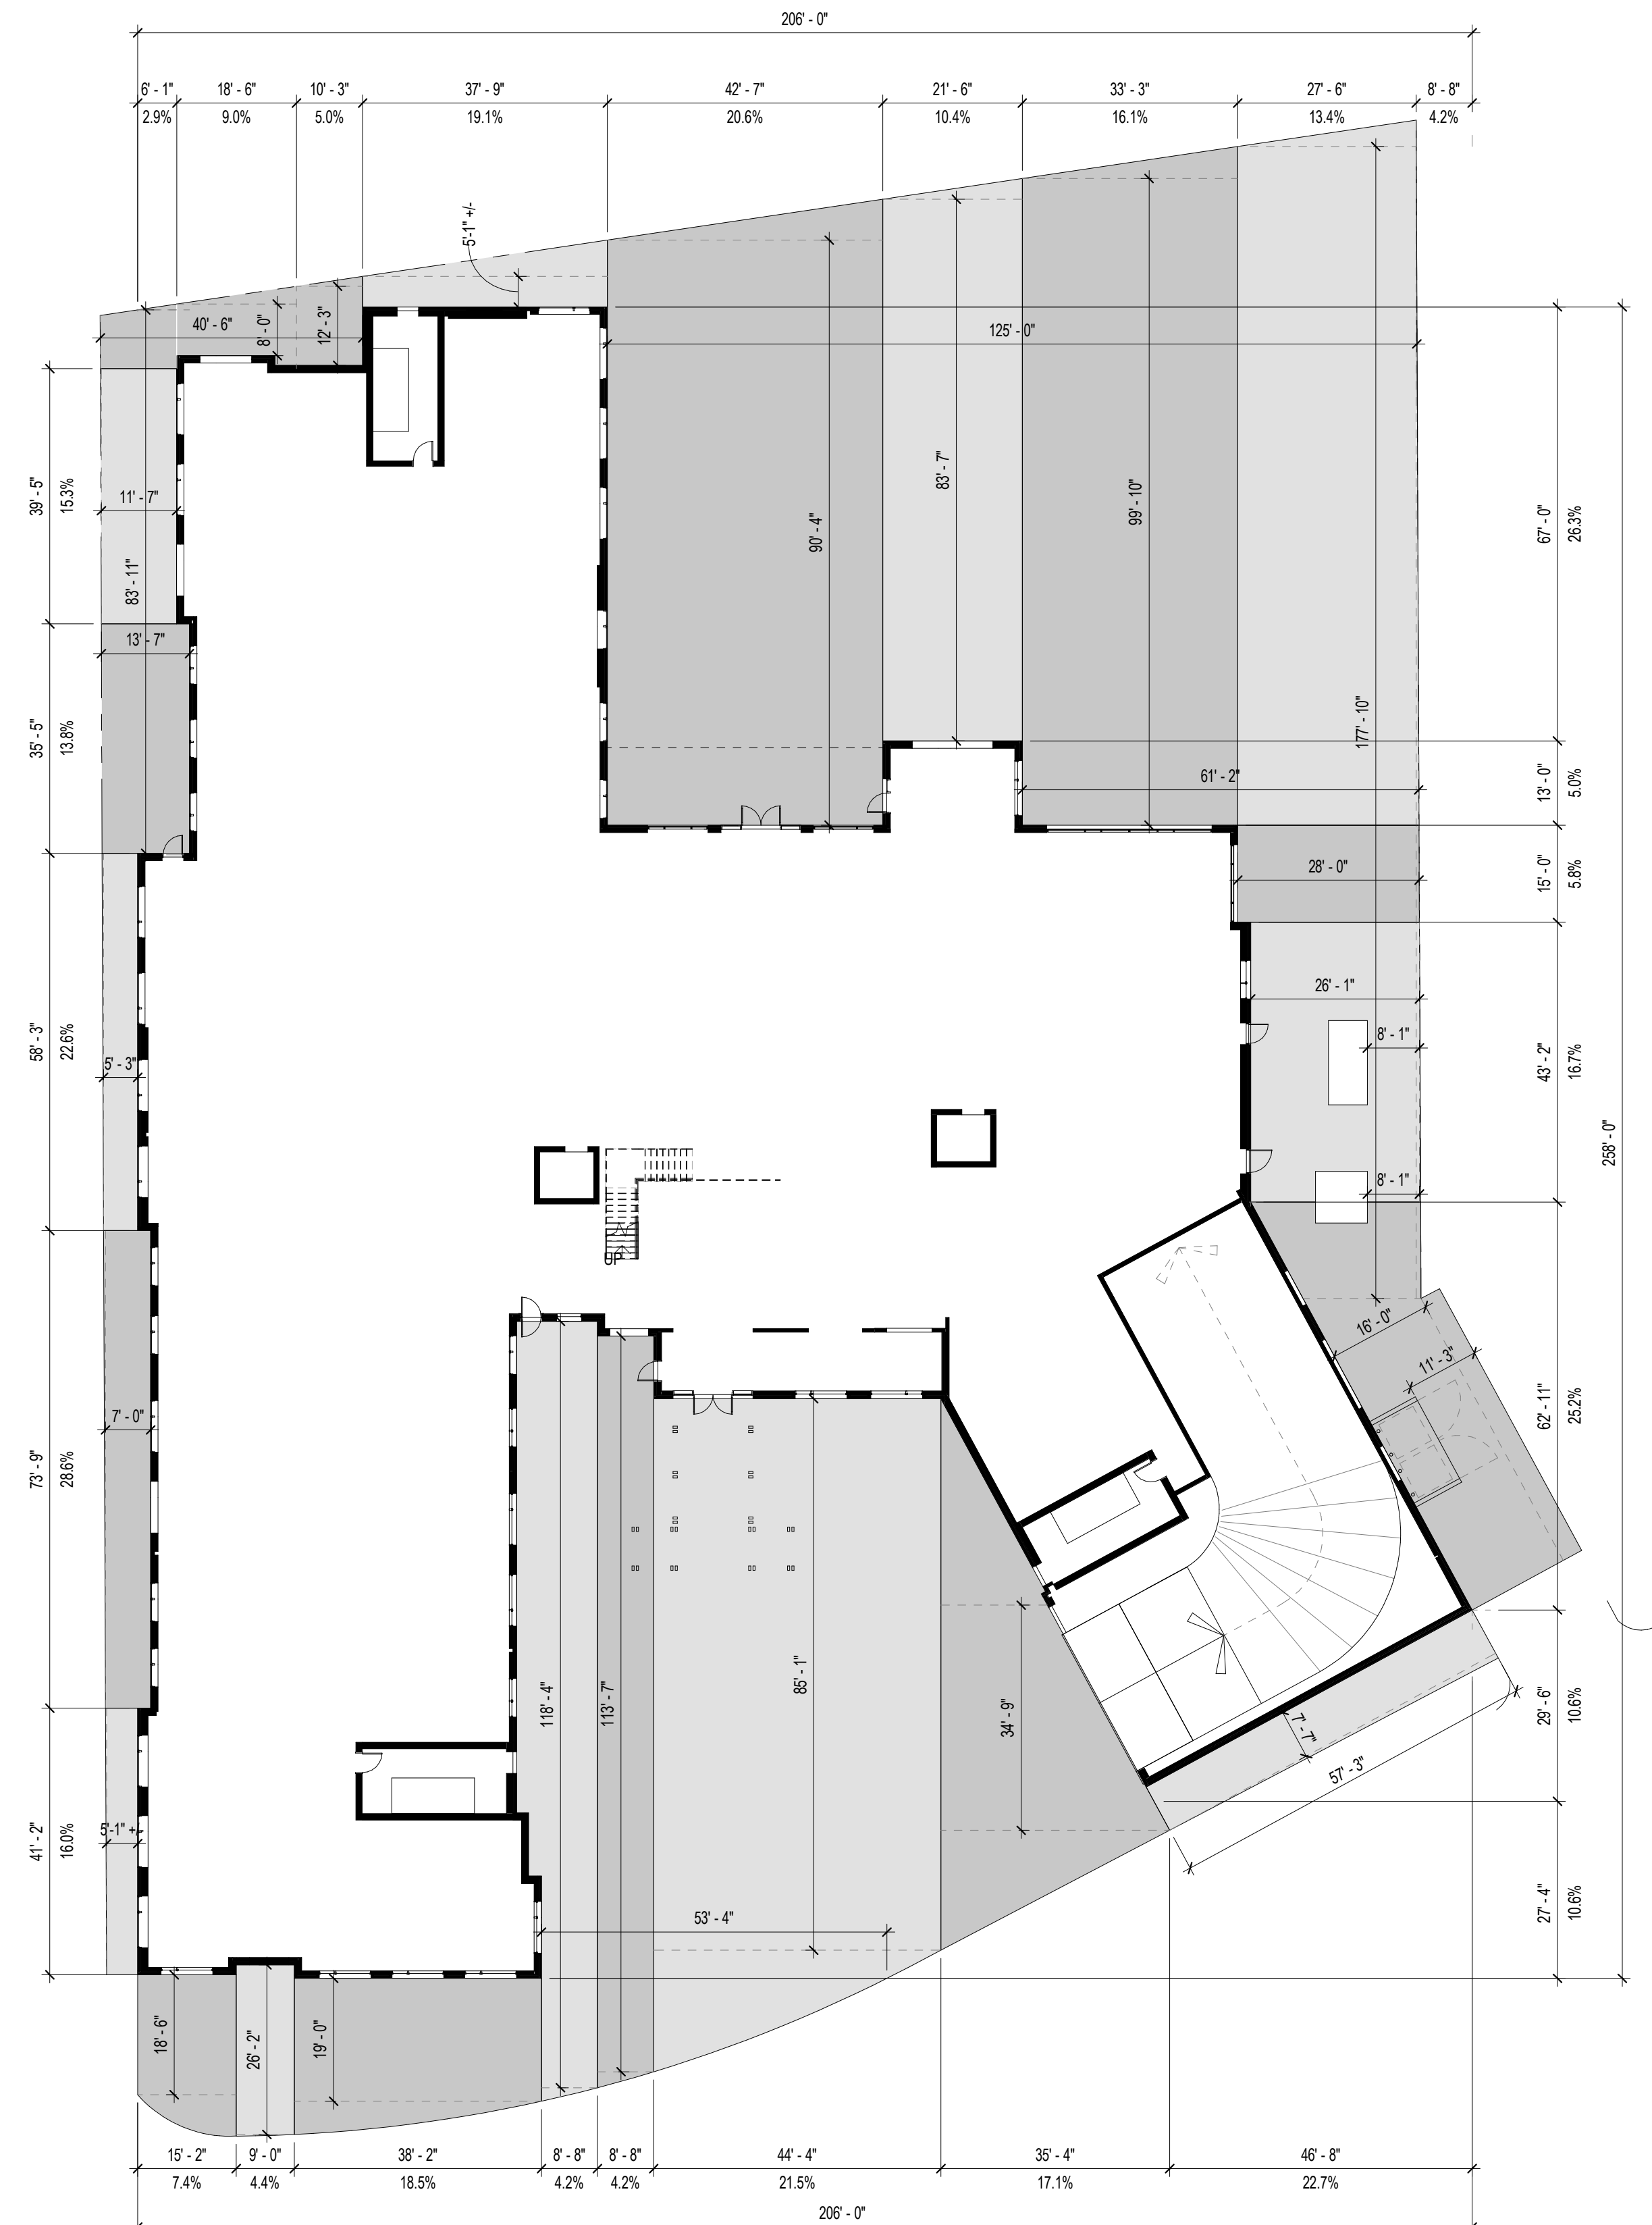 206' - 0"
6' - 1" 18' - 6" 10' - 3" 37' - 9" 42' - 7" 21' - 6" 33' - 3" 27' - 6" 8' - 8"
2.9% 9.0% 5.0% 19.1% 20.6% 10.4% 16.1% 13.4% 4.2%
5'-1" +/-
40' - 6"
8' - 0"
12' - 3"
125' - 0"
39' - 5"
15.3%
11' - 7"
83' - 11"
90' - 4"
83' - 7"
99' - 10"
67' - 0"
26.3%
13' - 7"
35' - 5"
13.8%
177' - 10"
61' - 2"
13' - 0"
5.0%
28' - 0"
15' - 0"
5.8%
26' - 1"
8' - 1"
58' - 3"
22.6%
5' - 3"
43' - 2"
16.7%
258' - 0"
8' - 1"
UP
16' - 0"
11' - 3"
7' - 0"
73' - 9"
28.6%
62' - 11"
25.2%
118' - 4"
113' - 7"
85' - 1"
34' - 9"
29' - 6"
10.6%
7' - 7"
57' - 3"
5'-1" +/
41' - 2"
16.0%
53' - 4"
27' - 4"
10.6%
18' - 6"
26' - 2"
19' - 0"
15' - 2" 9' - 0" 38' - 2" 8' - 8" 8' - 8" 44' - 4" 35' - 4" 46' - 8"
7.4% 4.4% 18.5% 4.2% 4.2% 21.5% 17.1% 22.7%
206' - 0"